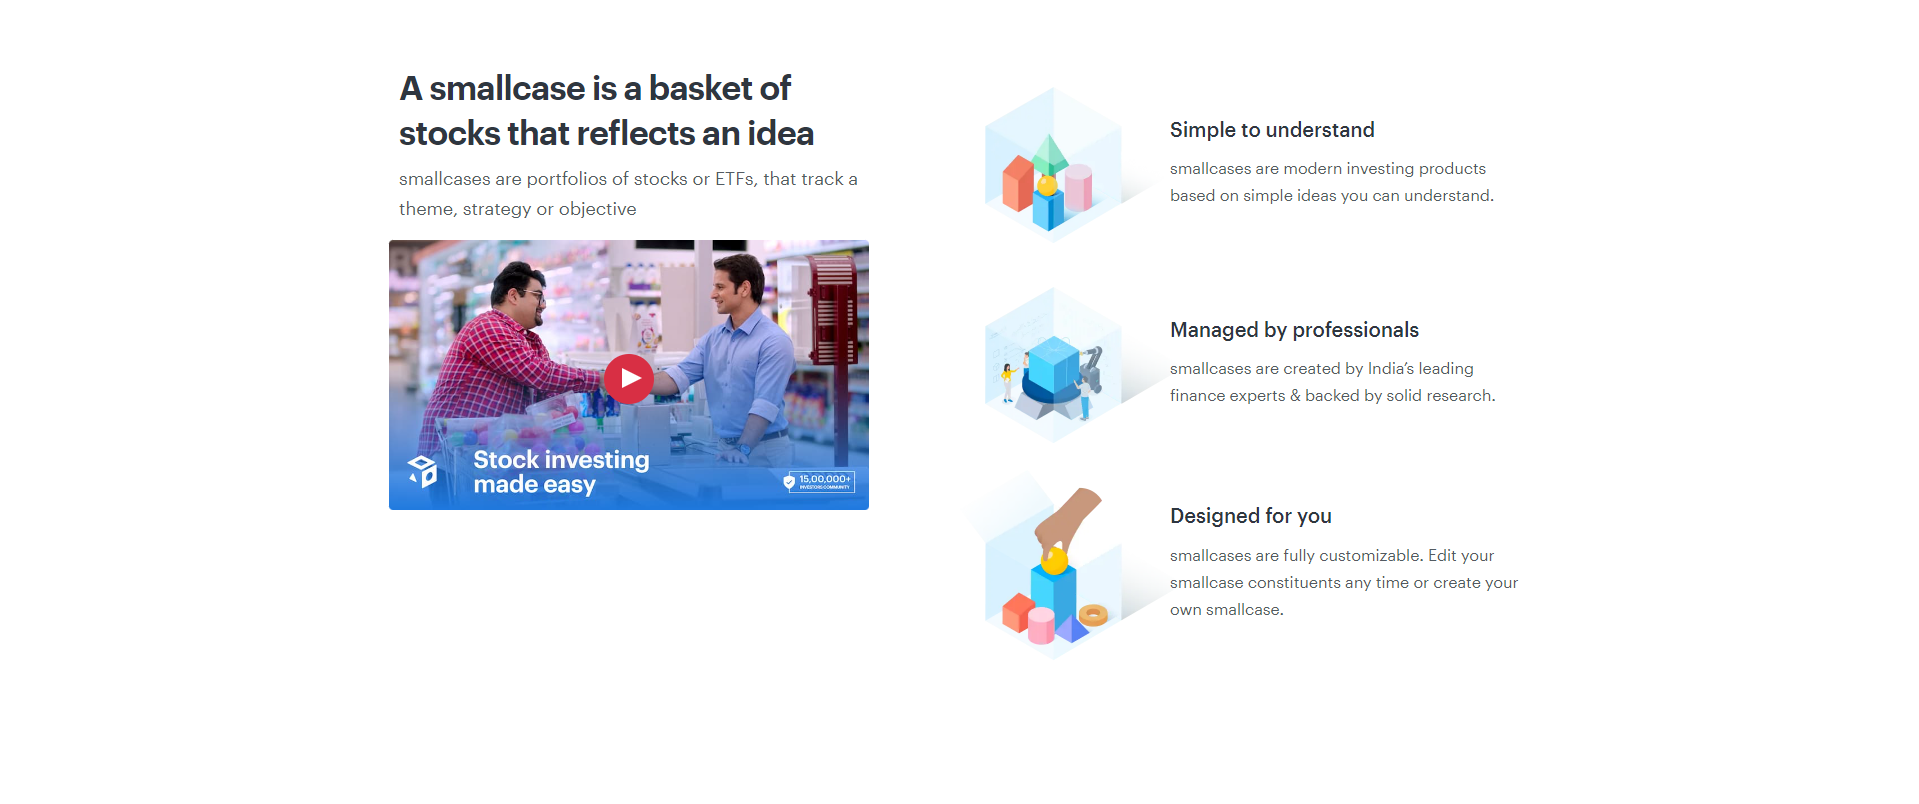 A smallcase is a basket of
stocks that reflects an idea
smallcases are portfolios of stocks or ETFs, that track a
theme, strategy or objective
Stock investing
made easy
15,00,000+
INVESTORS COMMUNITY
Simple to understand
smallcases are modern investing products
based on simple ideas you can understand.
Managed by professionals
smallcases are created by India’s leading
finance experts & backed by solid research.
Designed for you
smallcases are fully customizable. Edit your
smallcase constituents any time or create your
own smallcase.